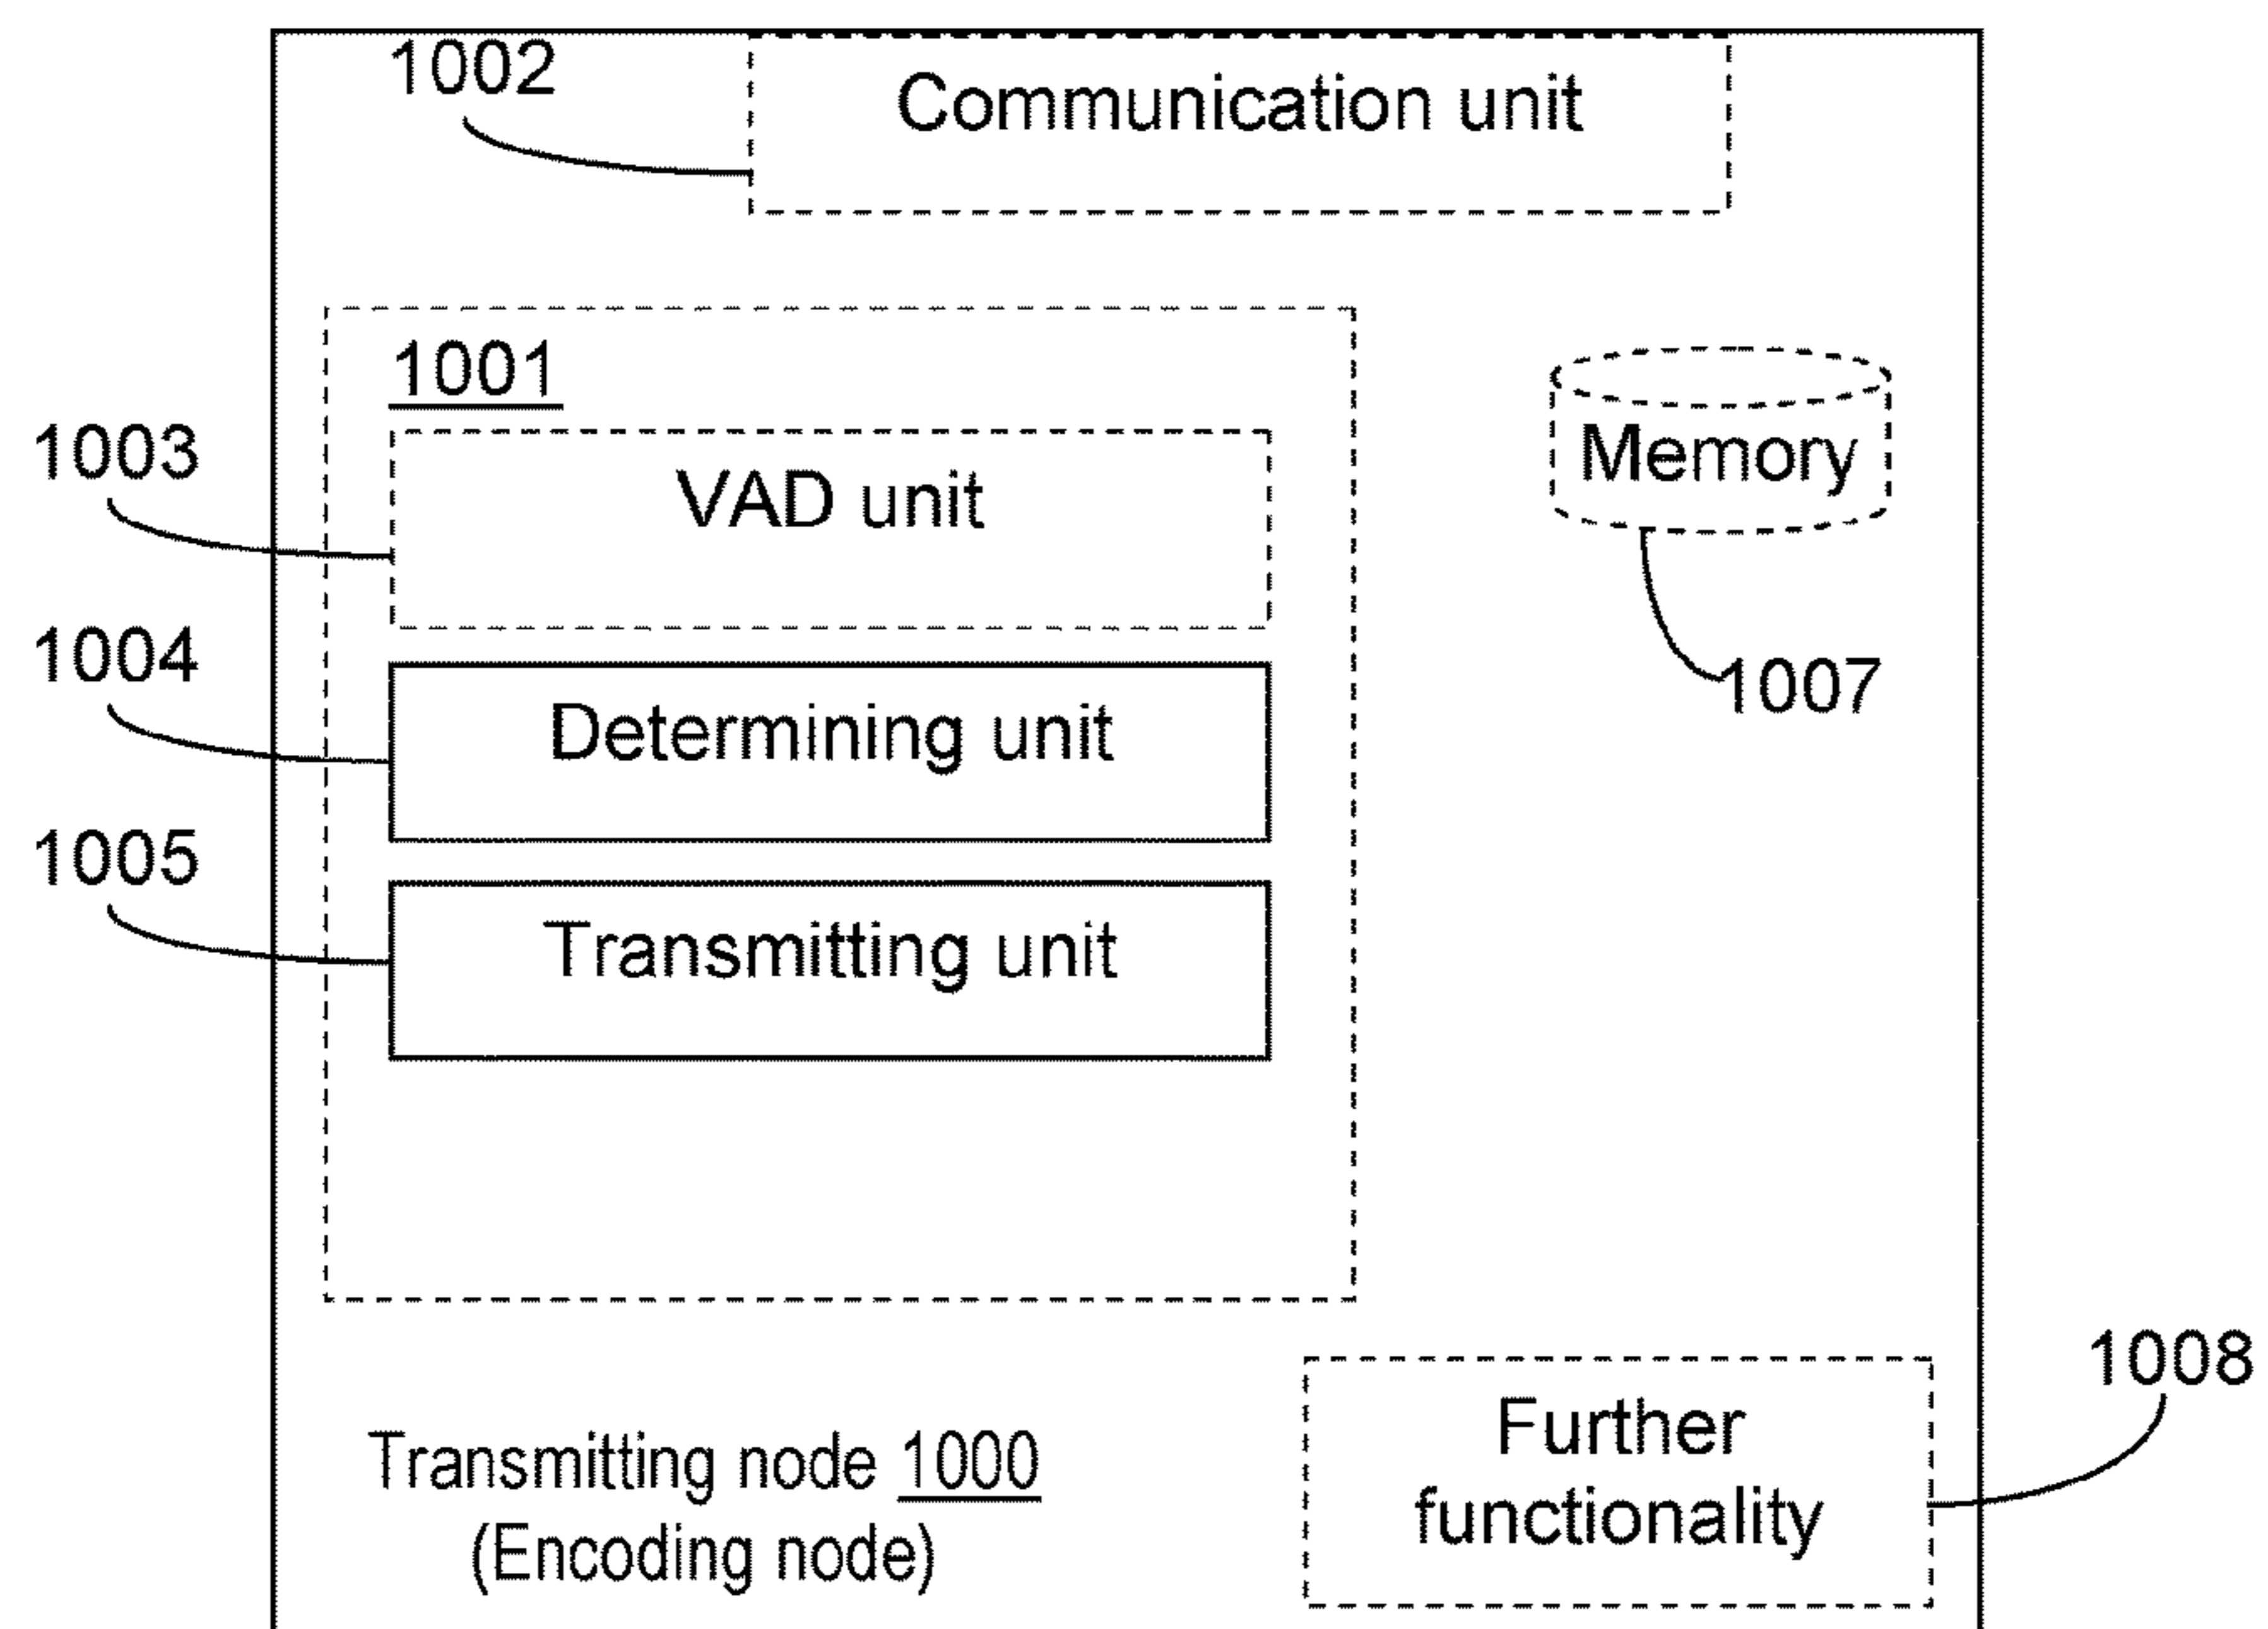 1002
Communication unit
1001
1003
VAD unit
Memory
1004
Determining unit
1007
1005
Transmitting unit
1008
Further
functionality
Transmitting node 1000
(Encoding node)